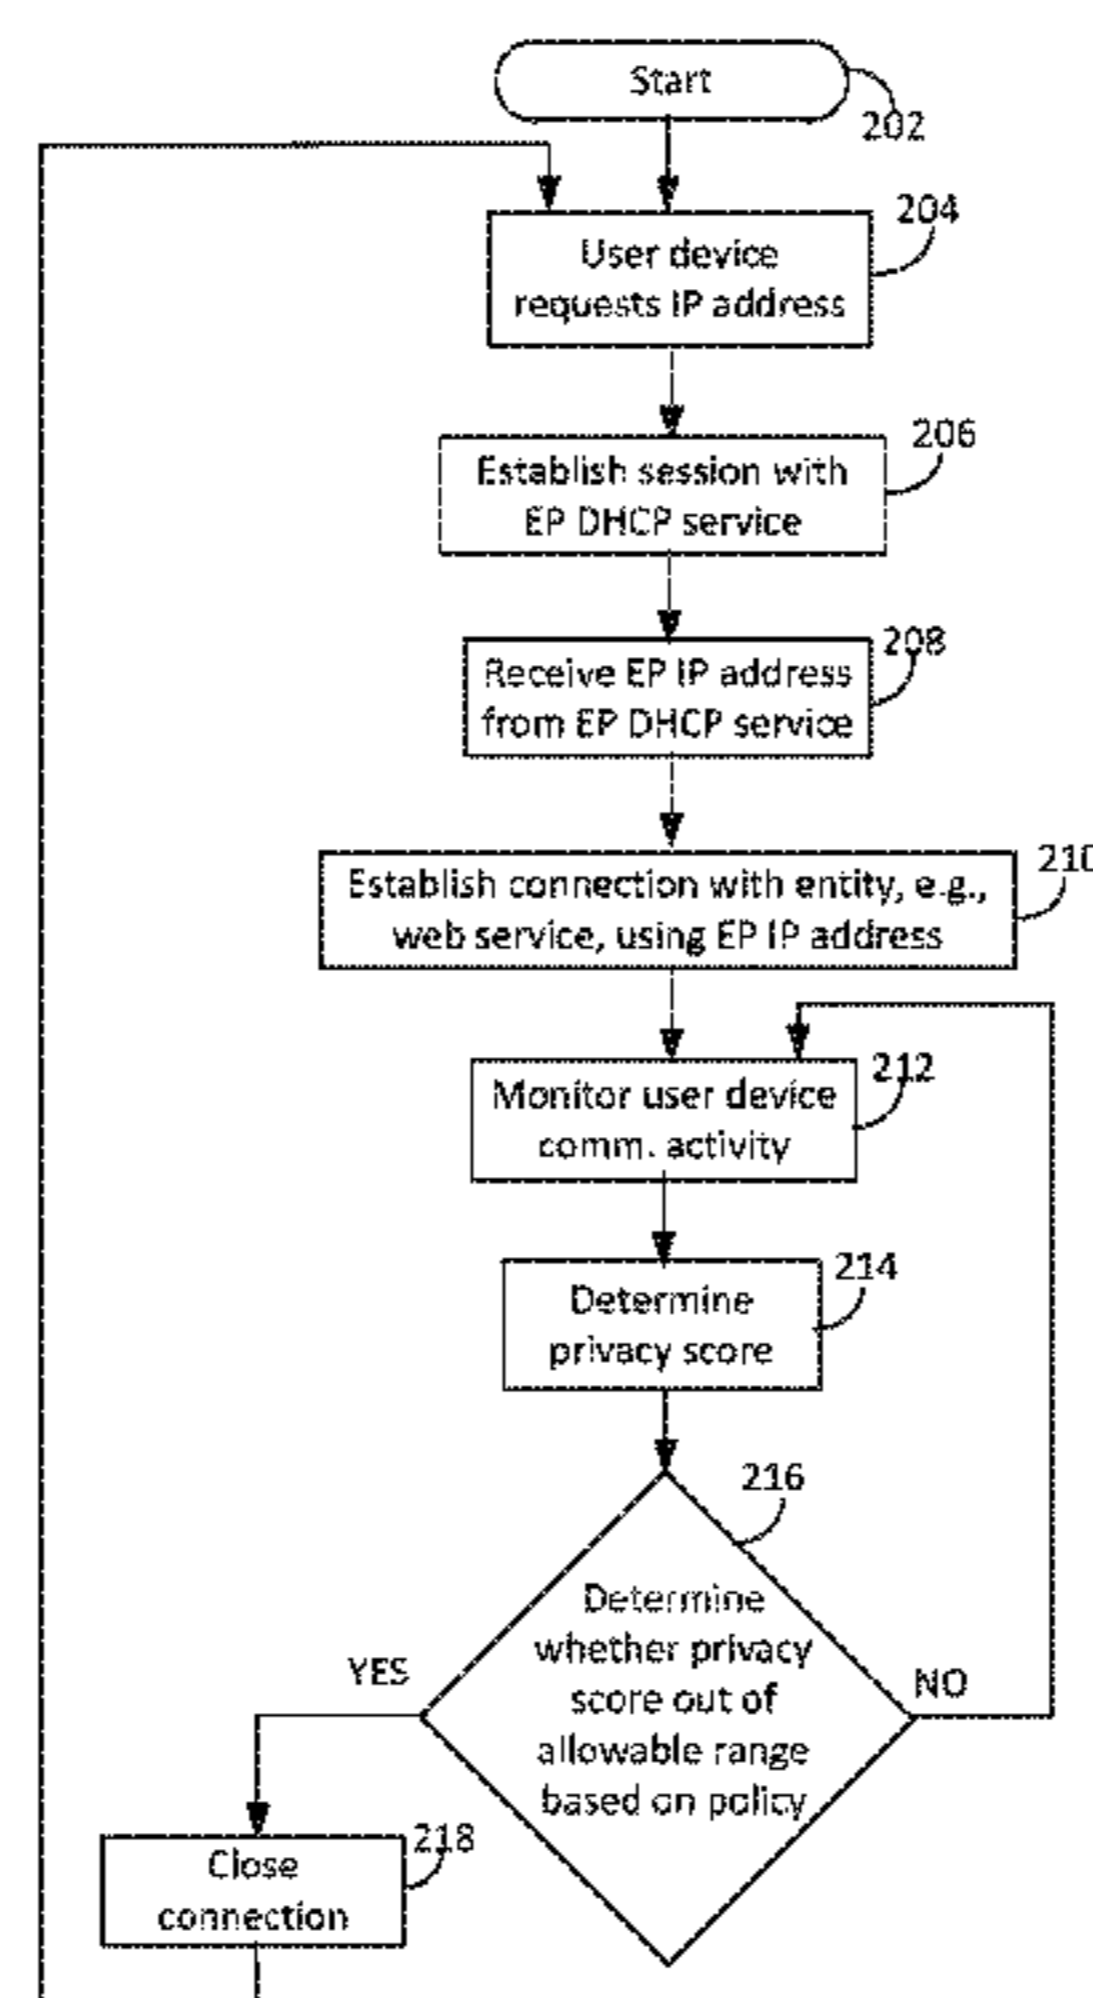 Start
202
204
User device
requests IP address
206
Establish session with
EP DHCP service
208
Receive EP IP address
from EP DHCP service
210
Establish connection with entity, e.g.,
web service, using EP IP address
212
Monitor user device
comm. activity
214
Determine
privacy score
216
Determine
whether privacy
score out of
allowable range
based on policy
YES
NO
218
Close
connection